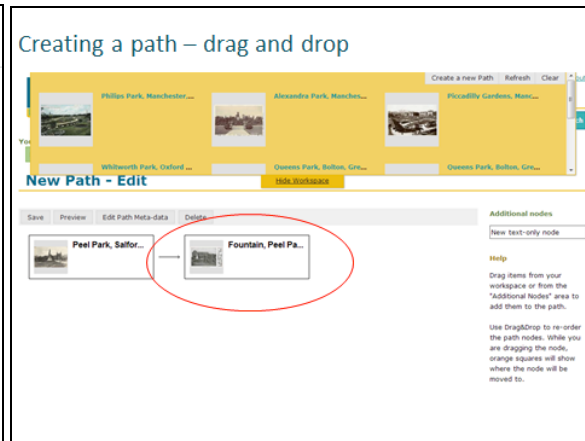 Creating a path – drag and drop
Create a new Path Refresh Clear
Philips Park, Manchester,... Alexandra Park, Manches... Piccadilly Gardens, Manc...
Whitworth Park, Oxford ... Queens Park, Bolton, Gre... Queens Park, Bolton, Gre...
New Path - Edit
Hide Workspace
Save Preview Edit Path Meta-data Delete
Peel Park, Salfor... Fountain, Peel Pa...
Additional nodes
New text-only node
Help
Drag items from your
workspace or from the
"Additional Nodes" area to
add them to the path.
Use Drag&Drop to re-order
the path nodes. While you
are dragging the node,
orange squares will show
where the node will be
moved to.